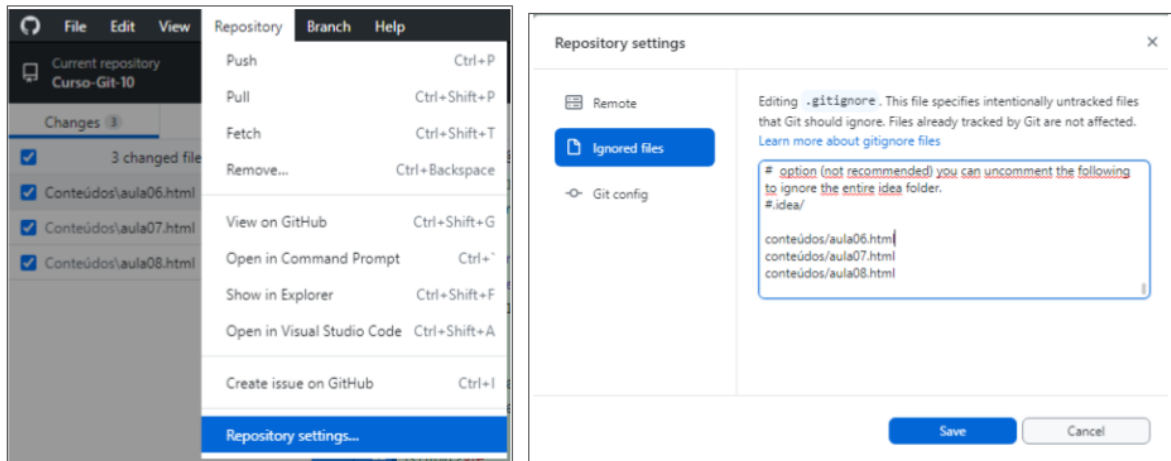 File Edit View Repository Branch Help
Current repository
Curso-Git-10
Changes 3
3 changed file
Conteúdos\aula06.html
Conteúdos\aula07.html
Conteúdos\aula08.html
Push Ctrl+P
Pull Ctrl+Shift+P
Fetch Ctrl+Shift+T
Remove... Ctrl+Backspace
View on GitHub Ctrl+Shift+G
Open in Command Prompt Ctrl+`
Show in Explorer Ctrl+Shift+F
Open in Visual Studio Code Ctrl+Shift+A
Create issue on GitHub Ctrl+I
Repository settings...
Repository settings
Remote
Ignored files
Git config
Editing .gitignore. This file specifies intentionally untracked files
that Git should ignore. Files already tracked by Git are not affected.
Learn more about gitignore files
# option (not recommended) you can uncomment the following
to ignore the entire idea folder.
#.idea/
conteúdos/aula06.html
conteúdos/aula07.html
conteúdos/aula08.html
Save Cancel